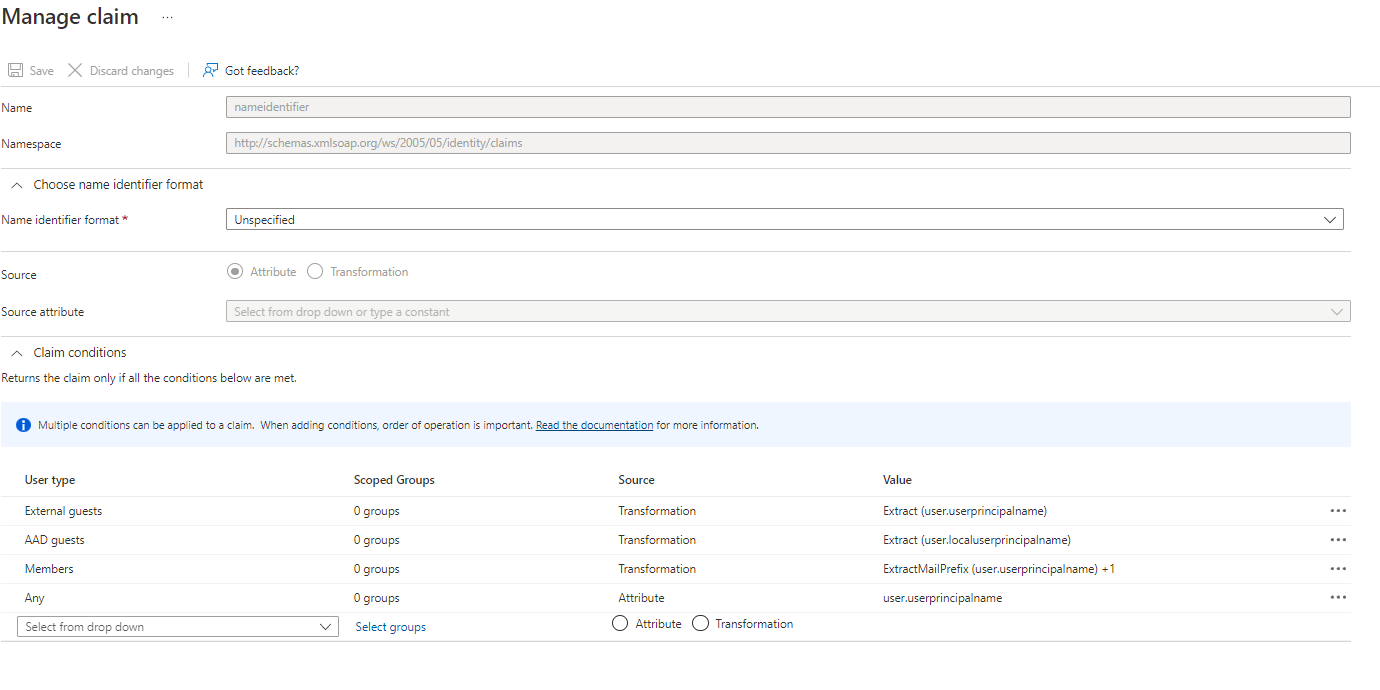 Manage claim ...
Save Discard changes Got feedback?
Name nameidentifier
Namespace http://schemas.xmlsoap.org/ws/2005/05/identity/claims
Choose name identifier format
Name identifier format * Unspecified
Source Attribute Transformation
Source attribute Select from drop down or type a constant
Claim conditions
Returns the claim only if all the conditions below are met.
Multiple conditions can be applied to a claim. When adding conditions, order of operation is important. Read the documentation for more information.
User type Scoped Groups Source Value
External guests 0 groups Transformation Extract (user.userprincipalname) ...
AAD guests 0 groups Transformation Extract (user.localuserprincipalname) ...
Members 0 groups Transformation ExtractMailPrefix (user.userprincipalname) +1 ...
Any 0 groups Attribute user.userprincipalname ...
Select from drop down Select groups Attribute Transformation